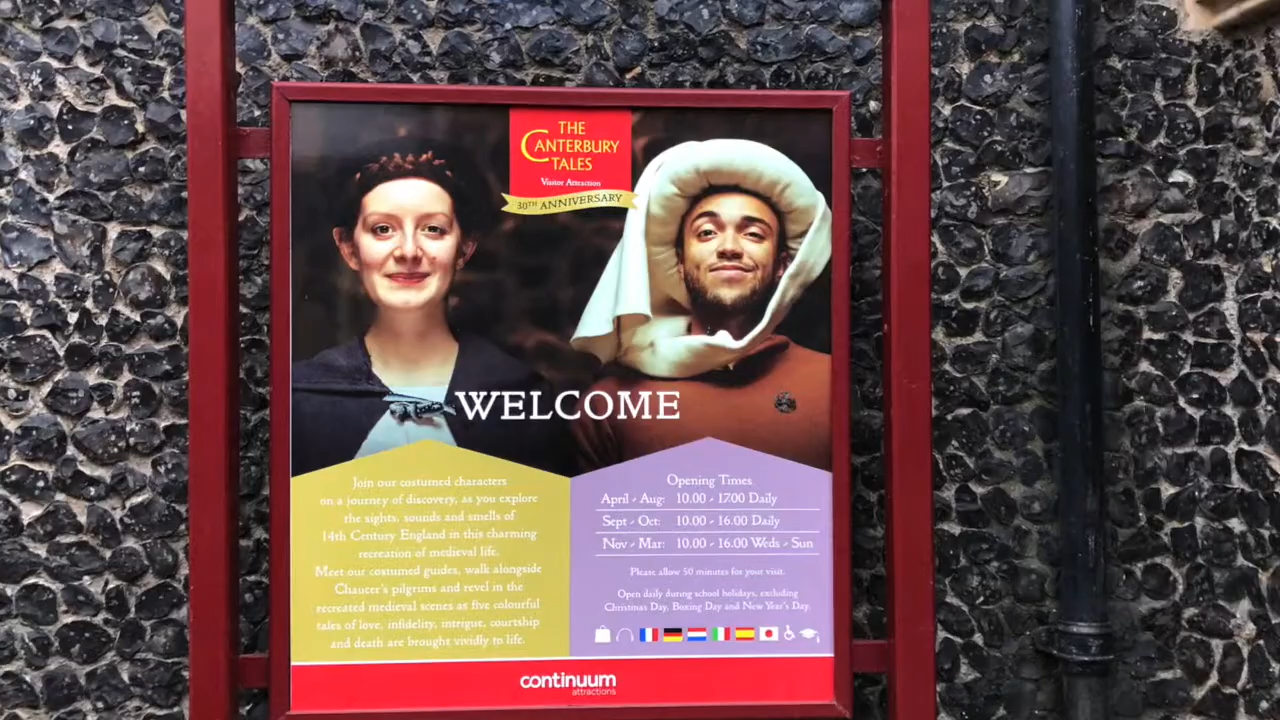 THE
CANTERBURY
TALES
Visitor Attraction
30TH ANNIVERSARY
WELCOME
Join our costumed characters
on a journey of discovery, as you explore
the sights, sounds and smells of
14th Century England in this charming
recreation of medieval life.
Meet our costumed guides, walk alongside
Chaucer's pilgrims and revel in the
recreated medieval scenes as five colourful
tales of love, infidelity, intrigue, courtship
and death are brought vividly to life.
Opening Times
April - Aug: 10.00 - 1700 Daily
Sept - Oct: 10.00 - 16.00 Daily
Nov - Mar: 10.00 - 16.00 Weds - Sun
Please allow 50 minutes for your visit.
Open daily during school holidays, excluding
Christmas Day, Boxing Day and New Year's Day.
continuum
attractions